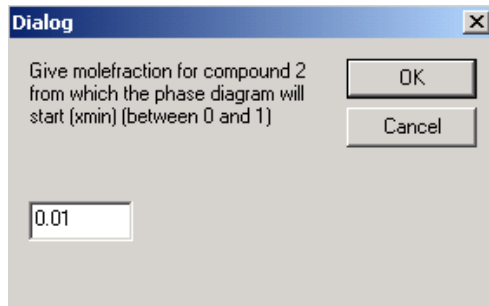 Dialog
Give molefraction for compound 2
from which the phase diagram will
start (xmin) (between 0 and 1)
OK
Cancel
0.01